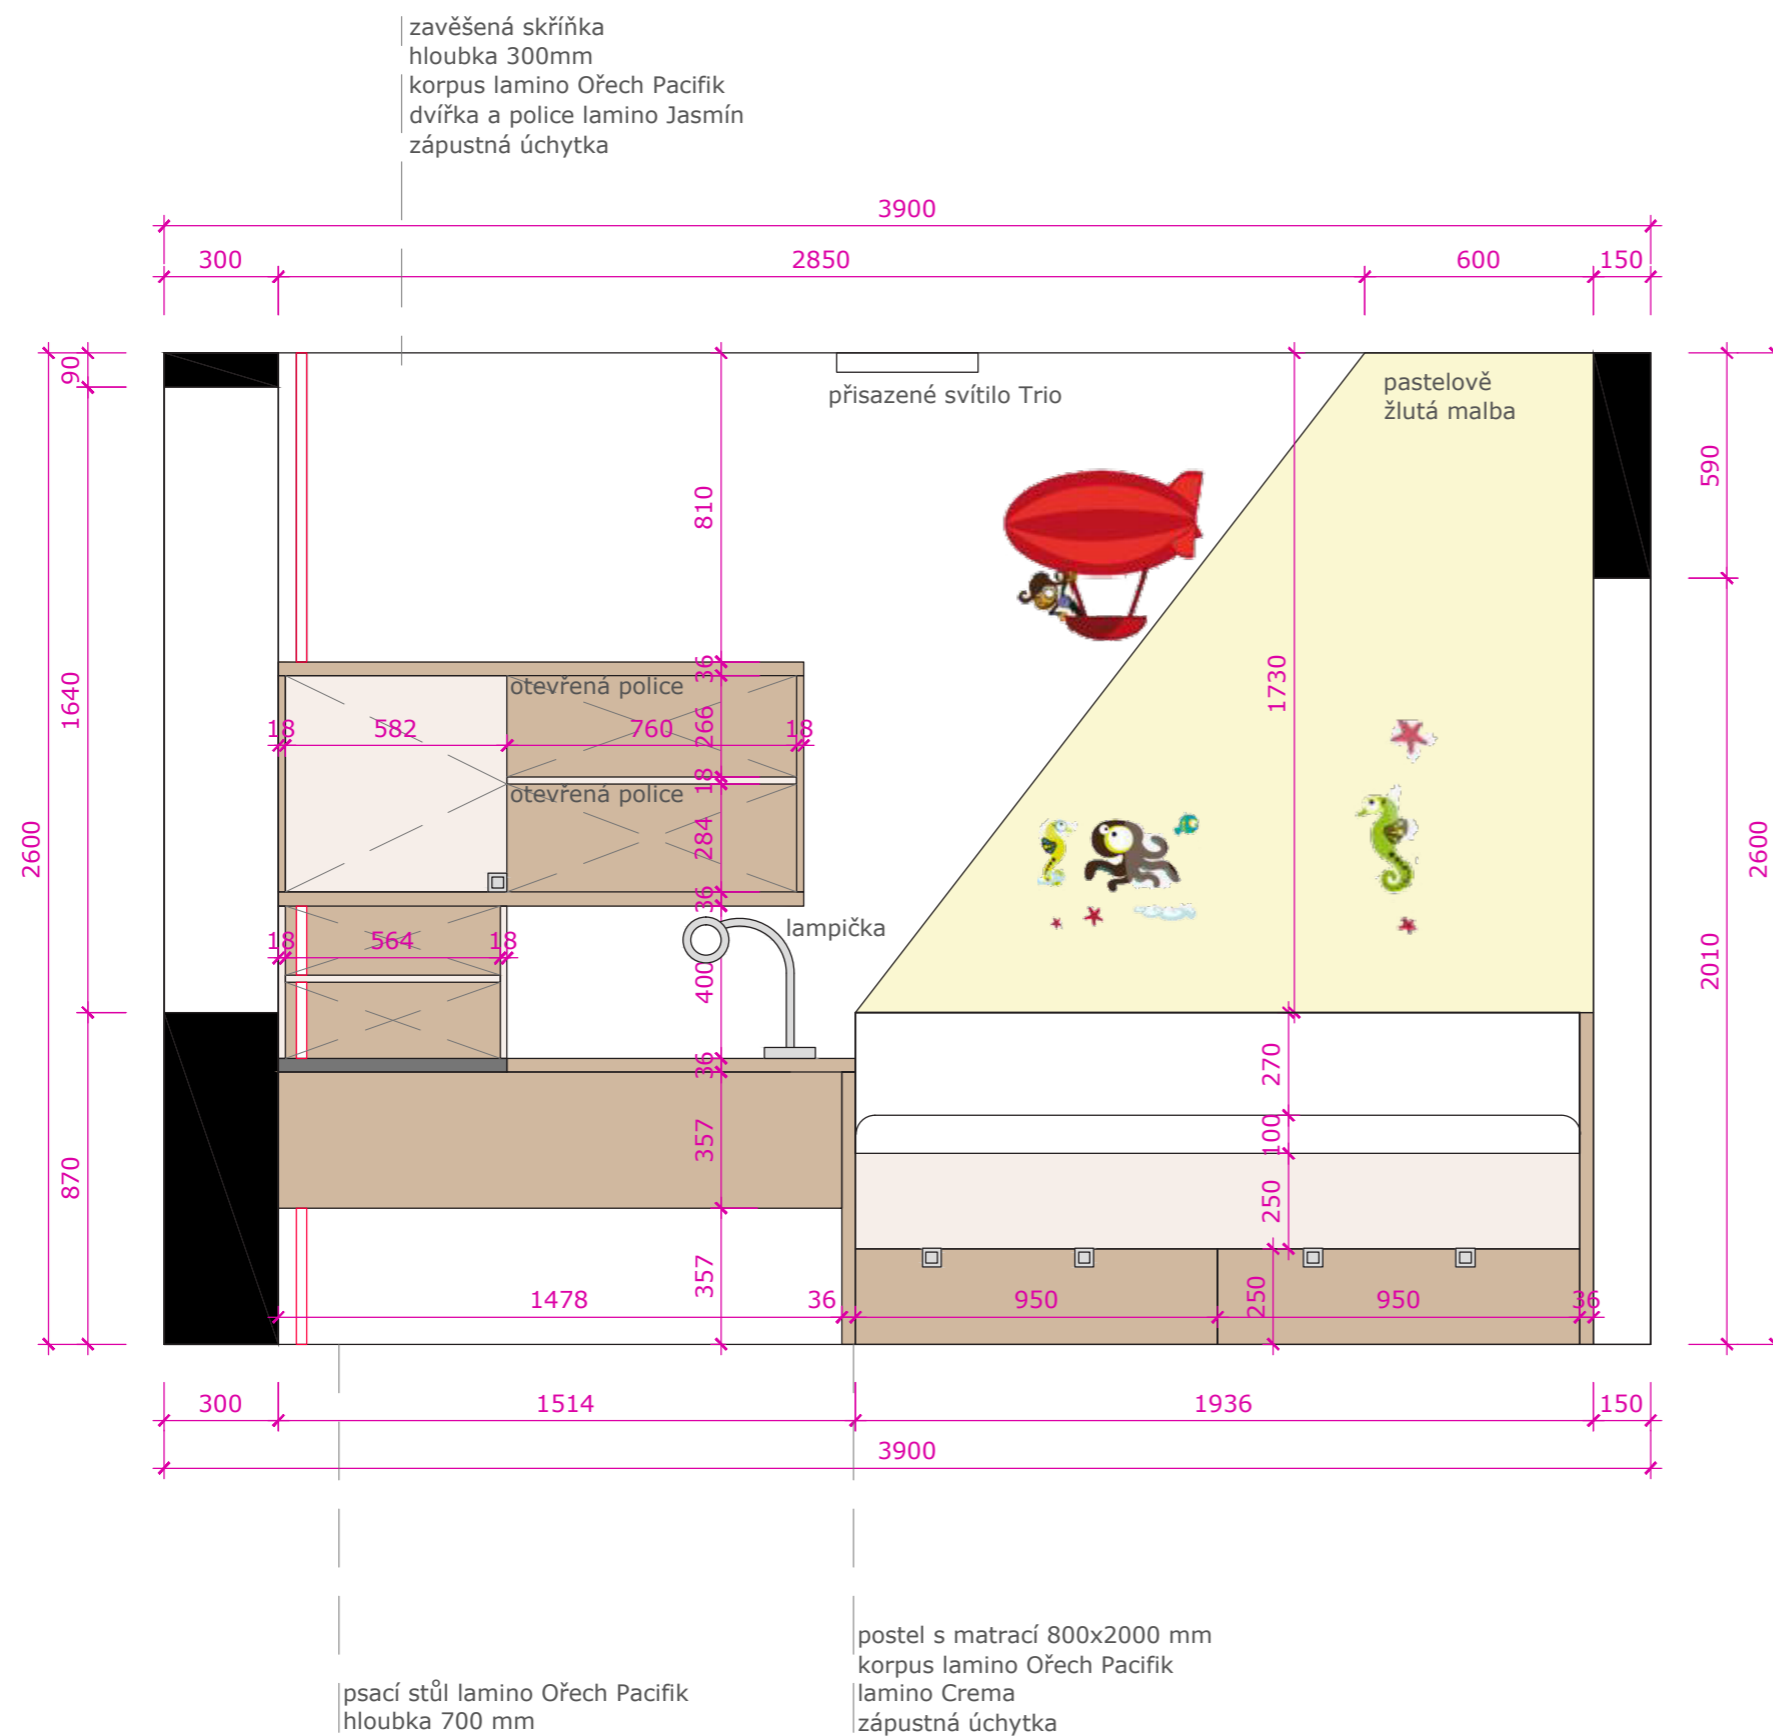 zavěšená skříňka
hloubka 300mm
korpus lamino Ořech Pacifik
dvířka a police lamino Jasmín
zápustná úchytka
3900
300
2850
600
150
90
1640
870
2600
přisazené svítilo Trio
pastelově
žlutá malba
590
2010
2600
810
1730
36
otevřená police
18
582
760
18
266
18
otevřená police
284
36
lampička
18
564
18
400
36
357
357
270
100
250
250
1478
36
950
950
36
300
1514
1936
150
3900
postel s matrací 800x2000 mm
korpus lamino Ořech Pacifik
lamino Crema
zápustná úchytka
psací stůl lamino Ořech Pacifik
hloubka 700 mm